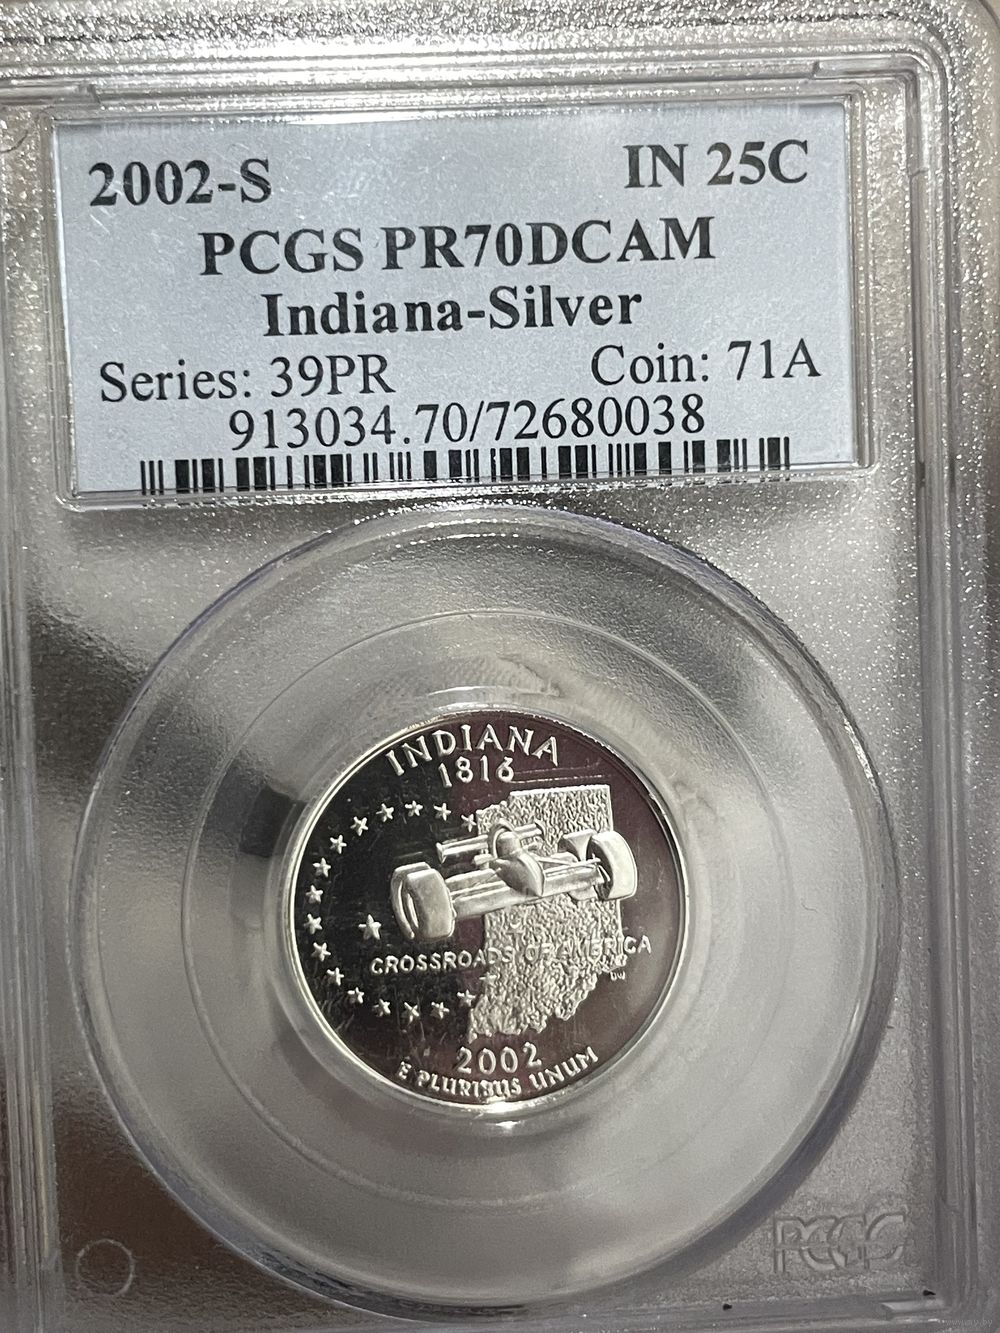 2002-S IN 25C
PCGS PR70DCAM
Indiana-Silver
Series: 39PR Coin: 71A
913034.70/72680038
INDIANA
1816
CROSSROADS OF AMERICA
DW
2002
E PLURIBUS UNUM
PCGS